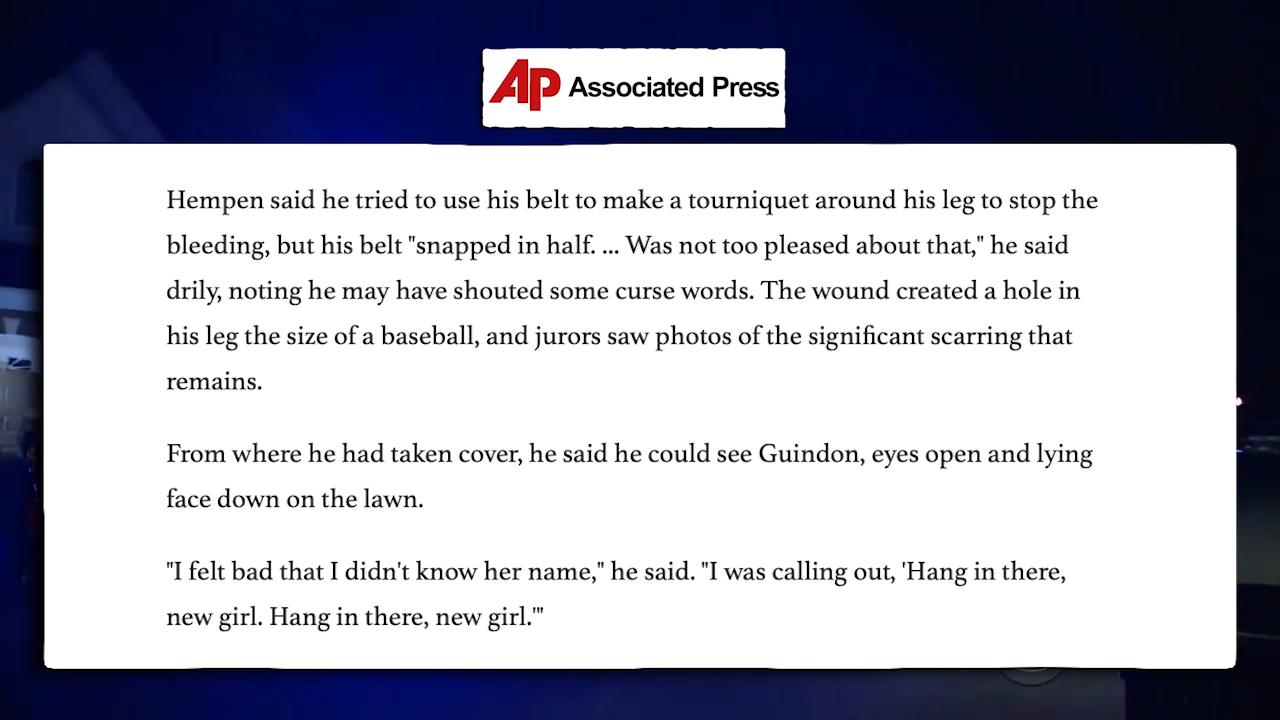 AP Associated Press
Hempen said he tried to use his belt to make a tourniquet around his leg to stop the
bleeding, but his belt "snapped in half. ... Was not too pleased about that," he said
drily, noting he may have shouted some curse words. The wound created a hole in
his leg the size of a baseball, and jurors saw photos of the significant scarring that
remains.
From where he had taken cover, he said he could see Guindon, eyes open and lying
face down on the lawn.
"I felt bad that I didn't know her name," he said. "I was calling out, 'Hang in there,
new girl. Hang in there, new girl.'"